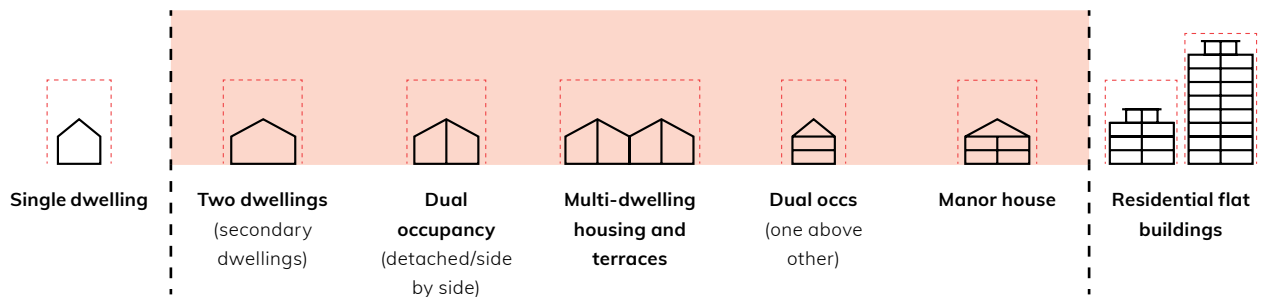 Single dwelling
Two dwellings
(secondary
dwellings)
Dual
occupancy
(detached/side
by side)
Multi-dwelling
housing and
terraces
Dual occs
(one above
other)
Manor house
Residential flat
buildings